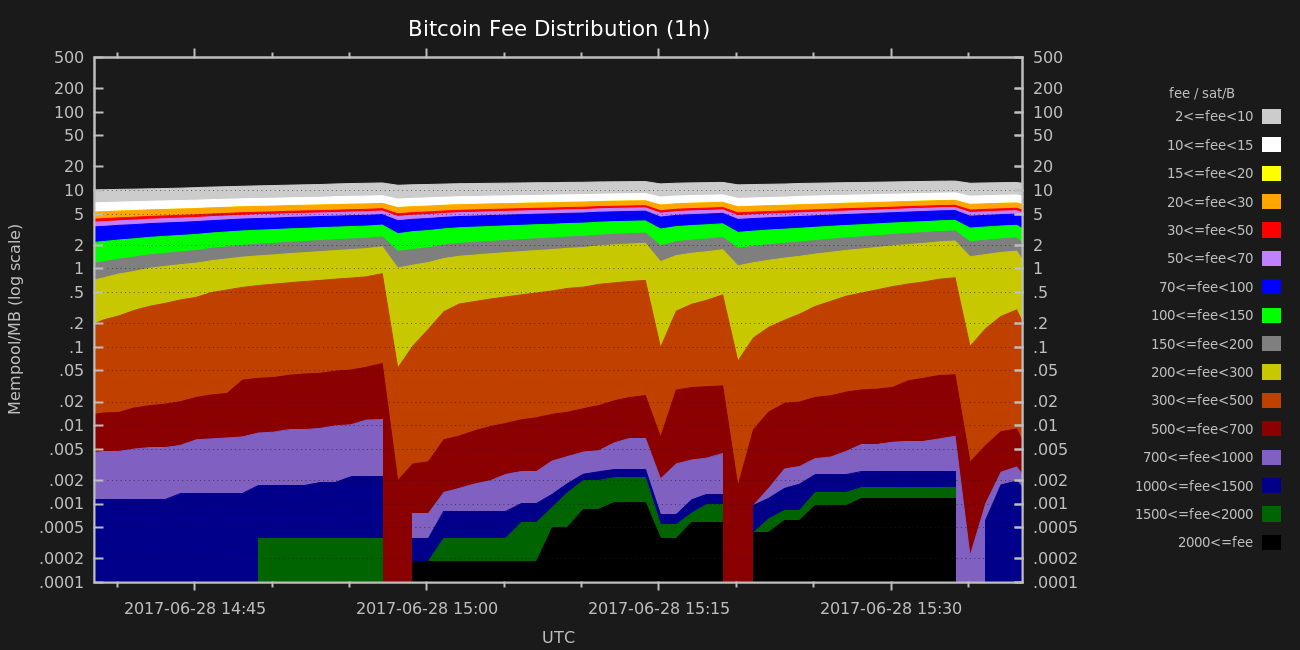 Bitcoin Fee Distribution (1h)
500
200
100
50
20
10
5
2
1
.5
.2
.1
.05
.02
.01
.005
.002
.001
.0005
.0002
.0001
Mempool/MB (log scale)
500
200
100
50
20
10
5
2
1
.5
.2
.1
.05
.02
.01
.005
.002
.001
.0005
.0002
.0001
2017-06-28 14:45 2017-06-28 15:00 2017-06-28 15:15 2017-06-28 15:30
UTC
fee / sat/B
2<=fee<10
10<=fee<15
15<=fee<20
20<=fee<30
30<=fee<50
50<=fee<70
70<=fee<100
100<=fee<150
150<=fee<200
200<=fee<300
300<=fee<500
500<=fee<700
700<=fee<1000
1000<=fee<1500
1500<=fee<2000
2000<=fee